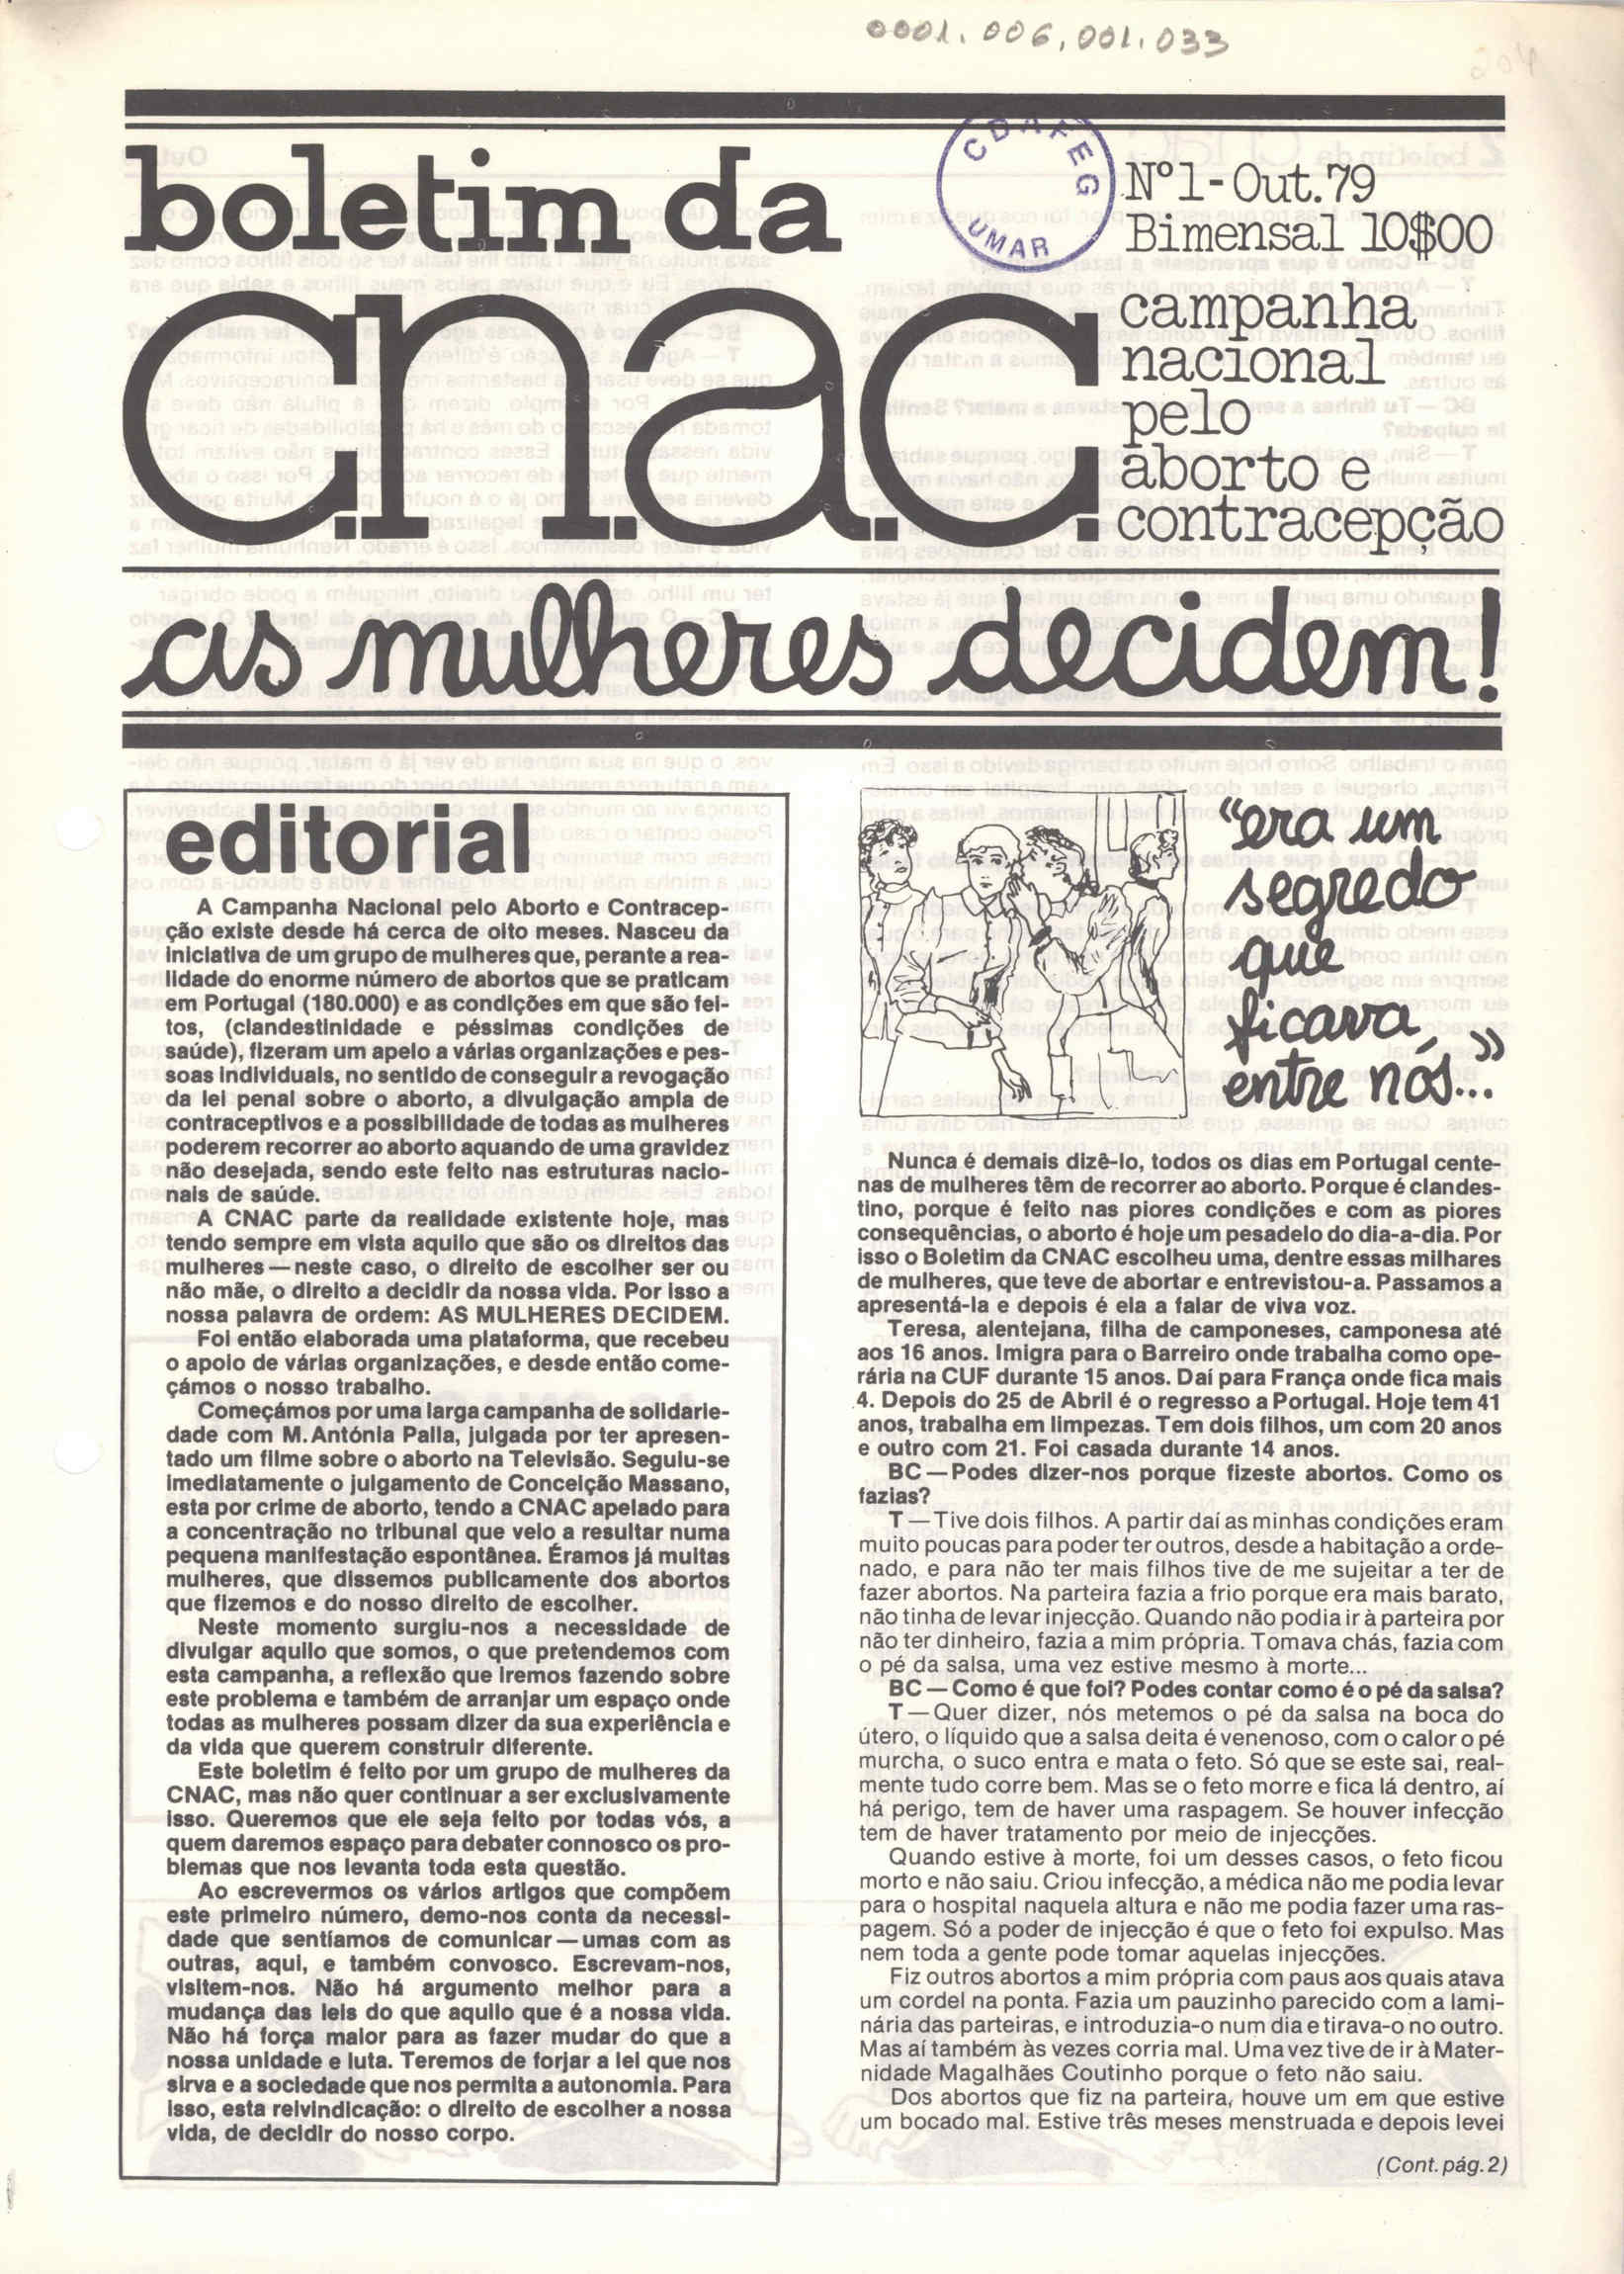 0001.006.001.033
204
boletim da
c.n.a.c.
CDAFEG
UMAR
Nº1-Out.79
Bimensal 10$00
campanha
nacional
pelo
aborto e
contracepção
as mulheres decidem!
editorial
A Campanha Nacional pelo Aborto e Contracep-
ção existe desde há cerca de oito meses. Nasceu da
iniciativa de um grupo de mulheres que, perante a rea-
lidade do enorme número de abortos que se praticam
em Portugal (180.000) e as condições em que são fei-
tos, (clandestinidade e péssimas condições de
saúde), fizeram um apelo a várias organizações e pes-
soas individuais, no sentido de conseguir a revogação
da lei penal sobre o aborto, a divulgação ampla de
contraceptivos e a possibilidade de todas as mulheres
poderem recorrer ao aborto aquando de uma gravidez
não desejada, sendo este feito nas estruturas nacio-
nais de saúde.
A CNAC parte da realidade existente hoje, mas
tendo sempre em vista aquilo que são os direitos das
mulheres — neste caso, o direito de escolher ser ou
não mãe, o direito a decidir da nossa vida. Por isso a
nossa palavra de ordem: AS MULHERES DECIDEM.
Foi então elaborada uma plataforma, que recebeu
o apoio de várias organizações, e desde então come-
çámos o nosso trabalho.
Começámos por uma larga campanha de solidarie-
dade com M. Antónia Palla, julgada por ter apresen-
tado um filme sobre o aborto na Televisão. Seguiu-se
imediatamente o julgamento de Conceição Massano,
esta por crime de aborto, tendo a CNAC apelado para
a concentração no tribunal que veio a resultar numa
pequena manifestação espontânea. Éramos já muitas
mulheres, que dissemos publicamente dos abortos
que fizemos e do nosso direito de escolher.
Neste momento surgiu-nos a necessidade de
divulgar aquilo que somos, o que pretendemos com
esta campanha, a reflexão que iremos fazendo sobre
este problema e também de arranjar um espaço onde
todas as mulheres possam dizer da sua experiência e
da vida que querem construir diferente.
Este boletim é feito por um grupo de mulheres da
CNAC, mas não quer continuar a ser exclusivamente
isso. Queremos que ele seja feito por todas vós, a
quem daremos espaço para debater connosco os pro-
blemas que nos levanta toda esta questão.
Ao escrevermos os vários artigos que compõem
este primeiro número, demo-nos conta da necessi-
dade que sentíamos de comunicar — umas com as
outras, aqui, e também convosco. Escrevam-nos,
visitem-nos. Não há argumento melhor para a
mudança das leis do que aquilo que é a nossa vida.
Não há força maior para as fazer mudar do que a
nossa unidade e luta. Teremos de forjar a lei que nos
sirva e a sociedade que nos permita a autonomia. Para
isso, esta reivindicação: o direito de escolher a nossa
vida, de decidir do nosso corpo.
"era um
segredo
que
ficava
entre nós..."
Nunca é demais dizê-lo, todos os dias em Portugal cente-
nas de mulheres têm de recorrer ao aborto. Porque é clandes-
tino, porque é feito nas piores condições e com as piores
consequências, o aborto é hoje um pesadelo do dia-a-dia. Por
isso o Boletim da CNAC escolheu uma, dentre essas milhares
de mulheres, que teve de abortar e entrevistou-a. Passamos a
apresentá-la e depois é ela a falar de viva voz.
Teresa, alentejana, filha de camponeses, camponesa até
aos 16 anos. Imigra para o Barreiro onde trabalha como ope-
rária na CUF durante 15 anos. Daí para França onde fica mais
4. Depois do 25 de Abril é o regresso a Portugal. Hoje tem 41
anos, trabalha em limpezas. Tem dois filhos, um com 20 anos
e outro com 21. Foi casada durante 14 anos.
BC — Podes dizer-nos porque fizeste abortos. Como os
fazias?
T — Tive dois filhos. A partir daí as minhas condições eram
muito poucas para poder ter outros, desde a habitação a orde-
nado, e para não ter mais filhos tive de me sujeitar a ter de
fazer abortos. Na parteira fazia a frio porque era mais barato,
não tinha de levar injecção. Quando não podia ir à parteira por
não ter dinheiro, fazia a mim própria. Tomava chás, fazia com
o pé da salsa, uma vez estive mesmo à morte...
BC — Como é que foi? Podes contar como é o pé da salsa?
T — Quer dizer, nós metemos o pé da salsa na boca do
útero, o líquido que a salsa deita é venenoso, com o calor o pé
murcha, o suco entra e mata o feto. Só que se este sai, real-
mente tudo corre bem. Mas se o feto morre e fica lá dentro, aí
há perigo, tem de haver uma raspagem. Se houver infecção
tem de haver tratamento por meio de injecções.
Quando estive à morte, foi um desses casos, o feto ficou
morto e não saiu. Criou infecção, a médica não me podia levar
para o hospital naquela altura e não me podia fazer uma ras-
pagem. Só a poder de injecção é que o feto foi expulso. Mas
nem toda a gente pode tomar aquelas injecções.
Fiz outros abortos a mim própria com paus aos quais atava
um cordel na ponta. Fazia um pauzinho parecido com a lami-
nária das parteiras, e introduzia-o num dia e tirava-o no outro.
Mas aí também às vezes corria mal. Uma vez tive de ir à Mater-
nidade Magalhães Coutinho porque o feto não saiu.
Dos abortos que fiz na parteira, houve um em que estive
um bocado mal. Estive três meses menstruada e depois levei
(Cont. pág. 2)